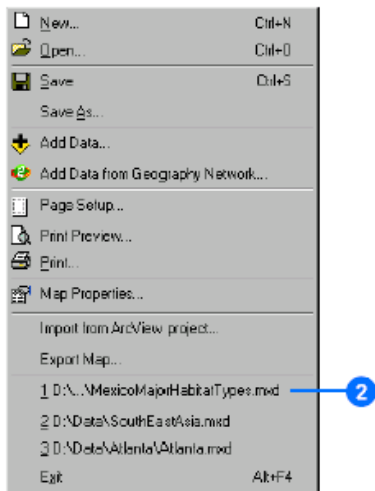 New... Ctrl+N
Open... Ctrl+O
Save Ctrl+S
Save As...
Add Data...
Add Data from Geography Network...
Page Setup...
Print Preview...
Print...
Map Properties...
Import from ArcView project...
Export Map...
1 D:\...\MexicoMajorHabitatTypes.mxd 2
2 D:\Data\SouthEastAsia.mxd
3 D:\Data\Atlanta\Atlanta.mxd
Exit Alt+F4